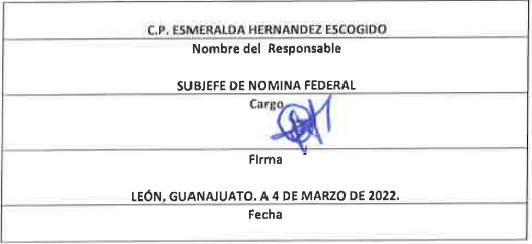 C.P. ESMERALDA HERNANDEZ ESCOGIDO
Nombre del Responsable
SUBJEFE DE NOMINA FEDERAL
Cargo
Firma
LEÓN, GUANAJUATO. A 4 DE MARZO DE 2022.
Fecha